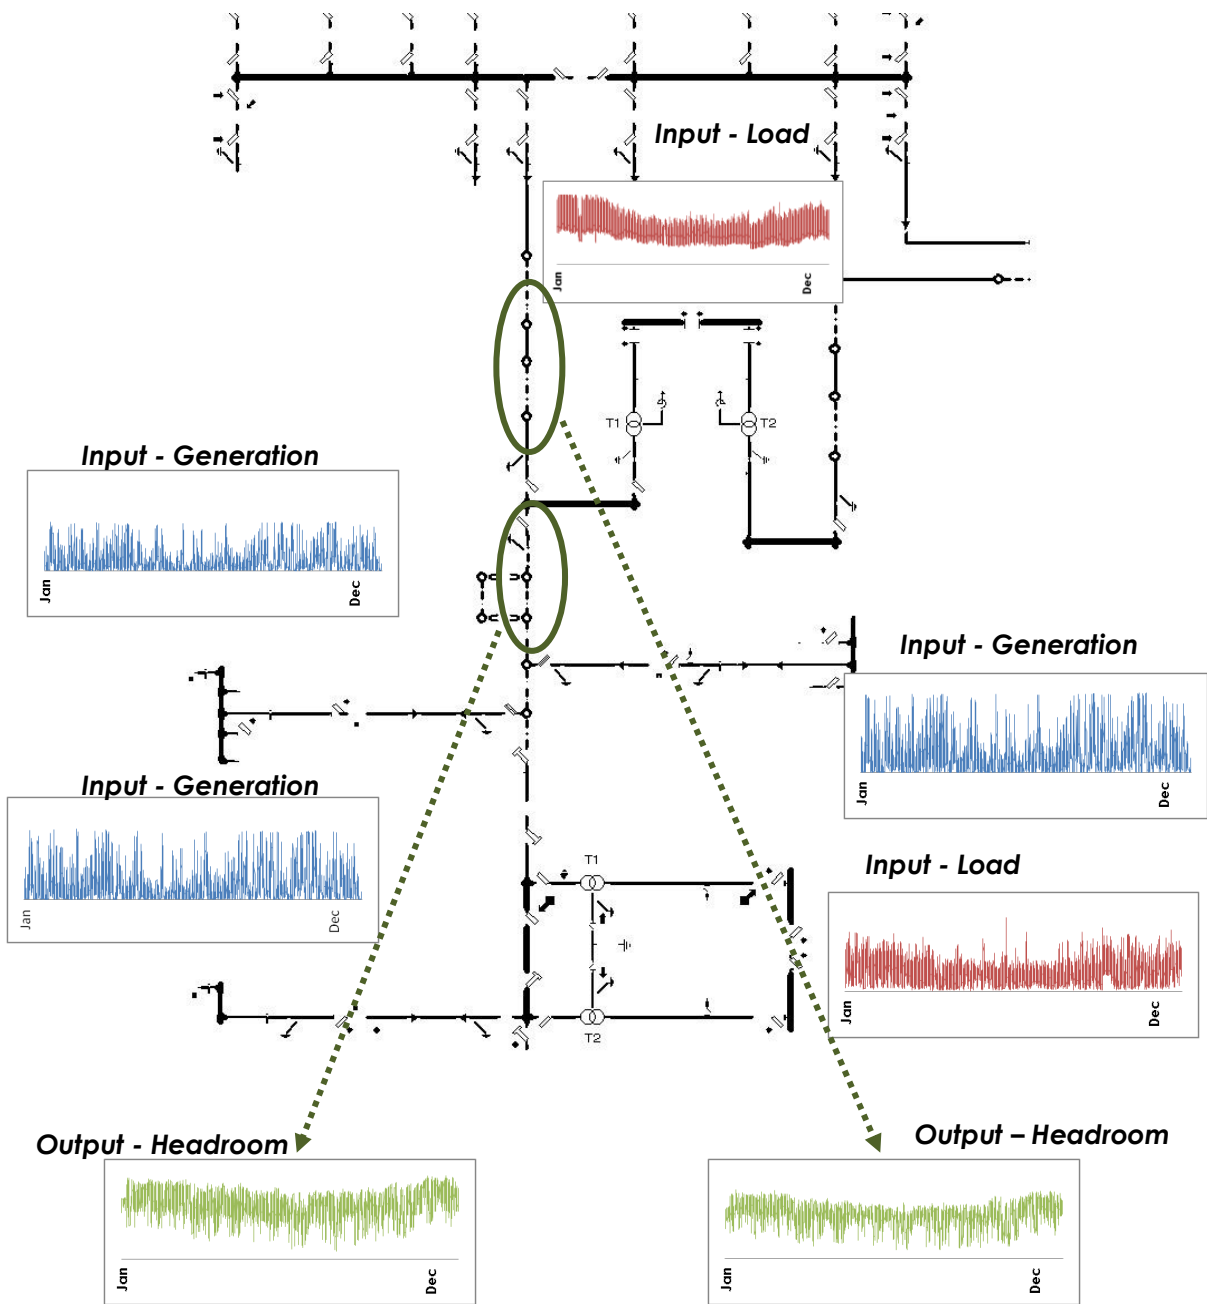 Input - Load
Jan
Dec
T1
T2
Input - Generation
Jan
Dec
Input - Generation
Jan
Dec
Input - Generation
Jan
Dec
T1
Input - Load
Jan
Dec
T2
Output - Headroom
Jan
Dec
Output – Headroom
Jan
Dec